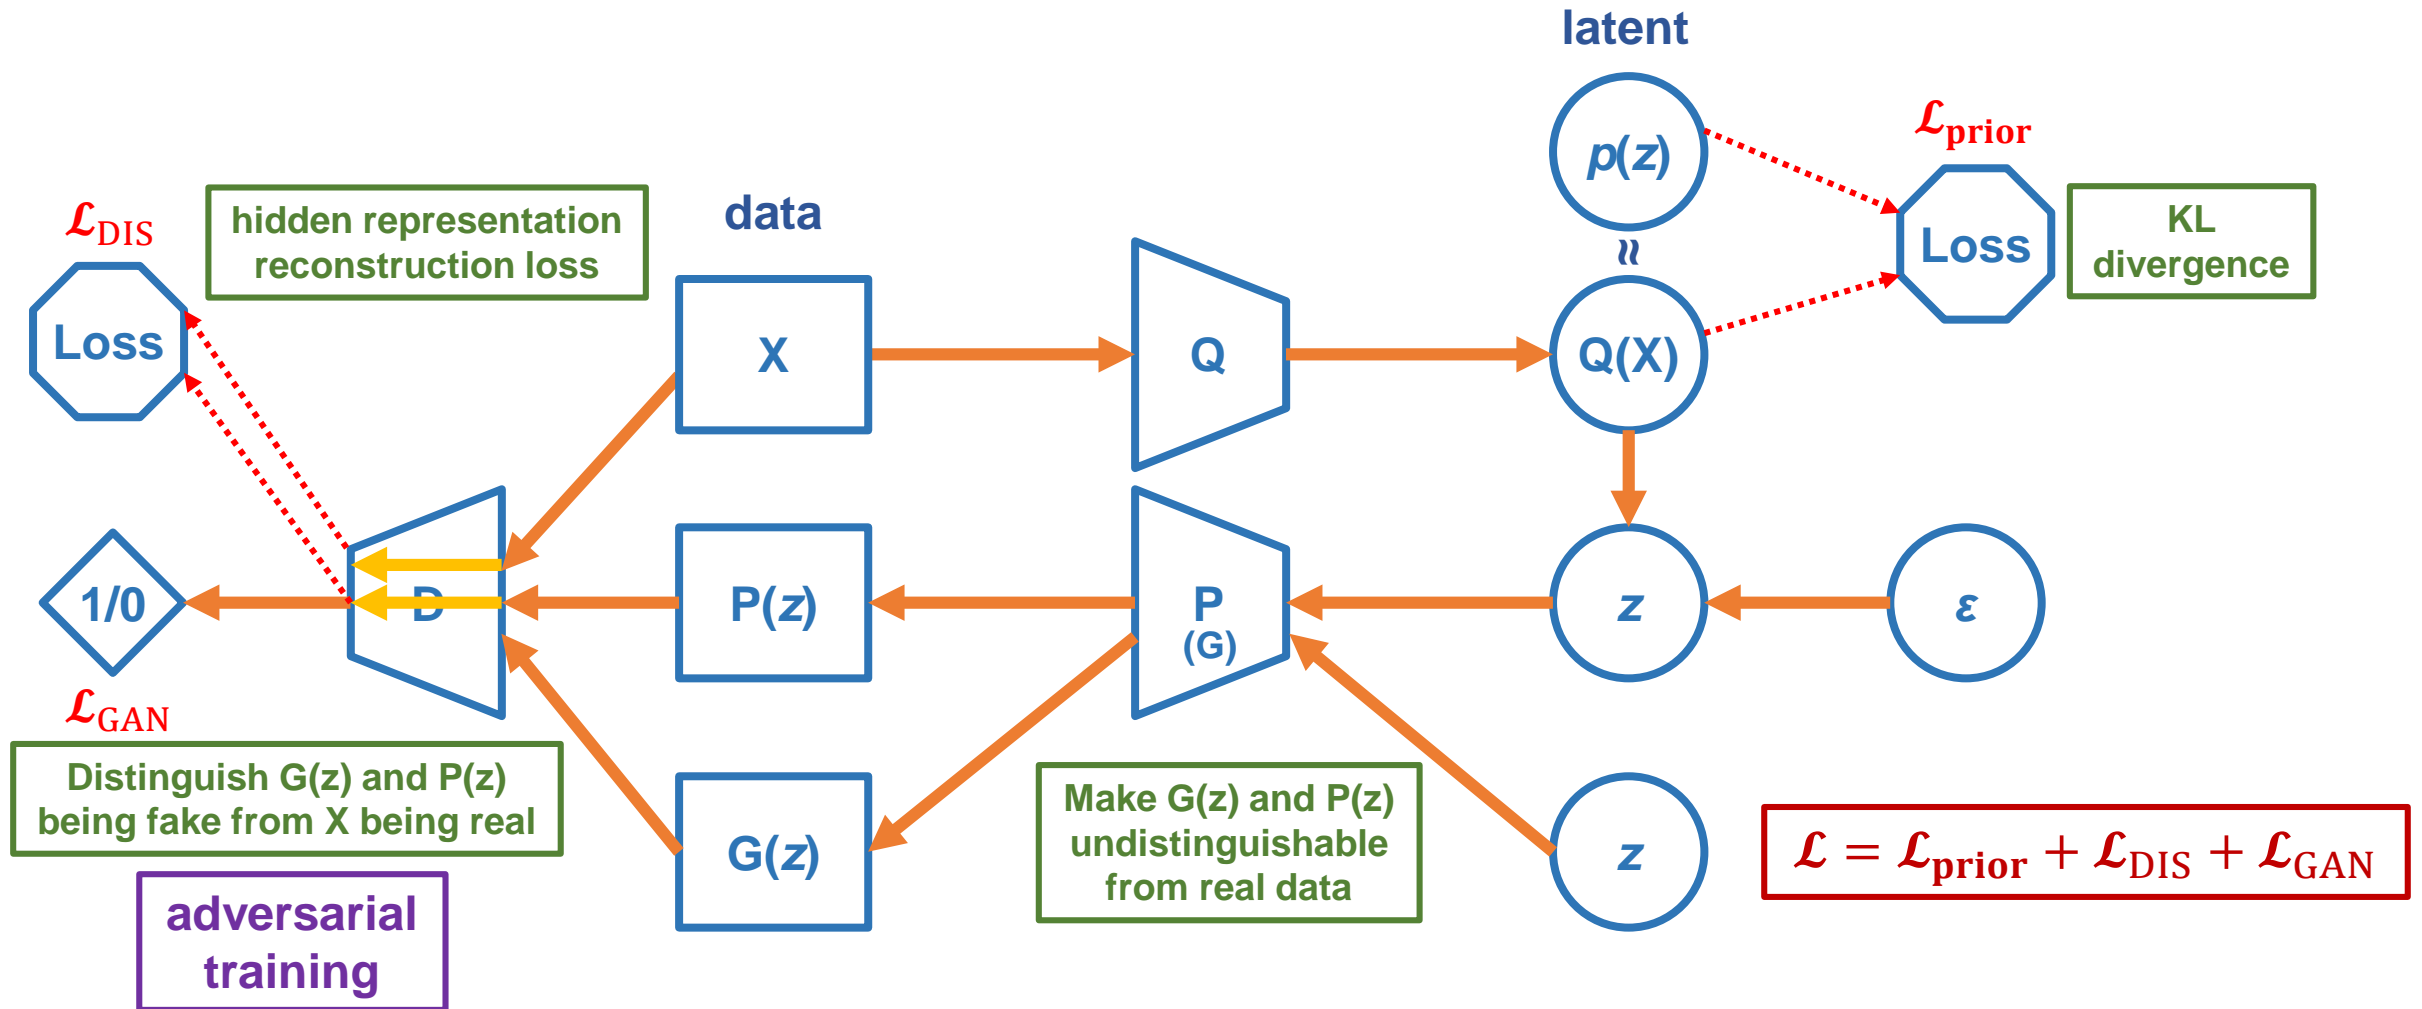 latent
p(z)
ℒprior
Loss
KL
divergence
≈
data
ℒDIS
hidden representation
reconstruction loss
Loss
X
Q
Q(X)
1/0
D
P(z)
P
(G)
z
ε
ℒGAN
Distinguish G(z) and P(z)
being fake from X being real
G(z)
Make G(z) and P(z)
undistinguishable
from real data
z
ℒ = ℒprior + ℒDIS + ℒGAN
adversarial
training